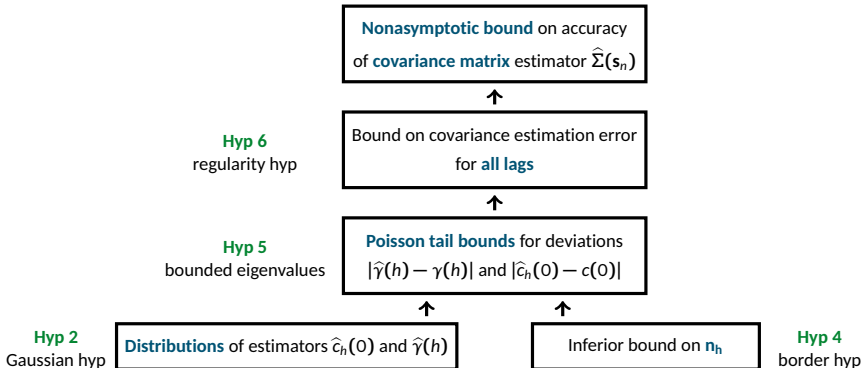 Nonasymptotic bound on accuracy
of covariance matrix estimator Σ̂(sₙ)
Hyp 6
regularity hyp
Bound on covariance estimation error
for all lags
Hyp 5
bounded eigenvalues
Poisson tail bounds for deviations
|γ̂(h) − γ(h)| and |ĉₕ(0) − c(0)|
Hyp 2
Gaussian hyp
Distributions of estimators ĉₕ(0) and γ̂(h)
Inferior bound on nₕ
Hyp 4
border hyp